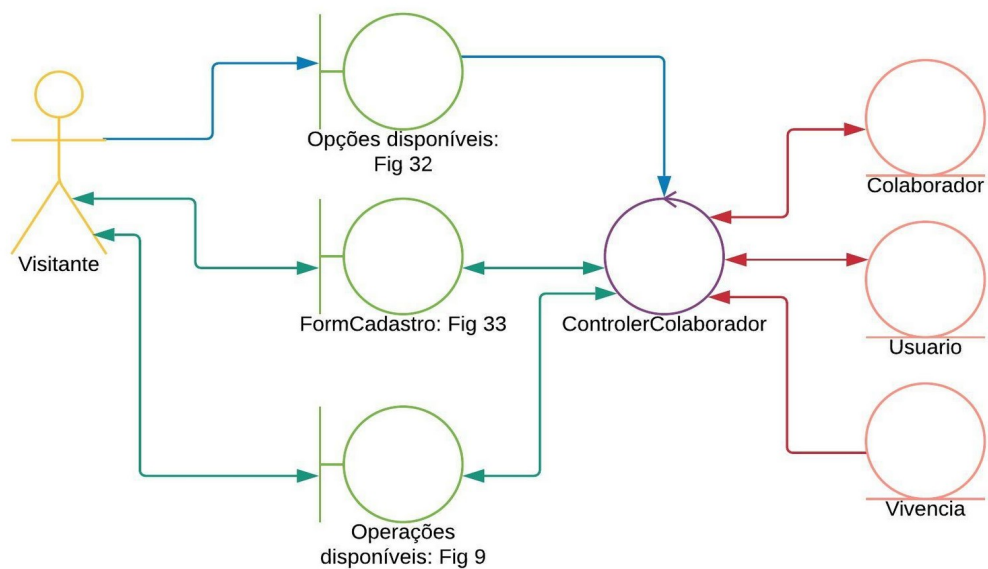 Opções disponíveis:
Fig 32
Colaborador
Visitante
FormCadastro: Fig 33
ControlerColaborador
Usuario
Operações
disponíveis: Fig 9
Vivencia